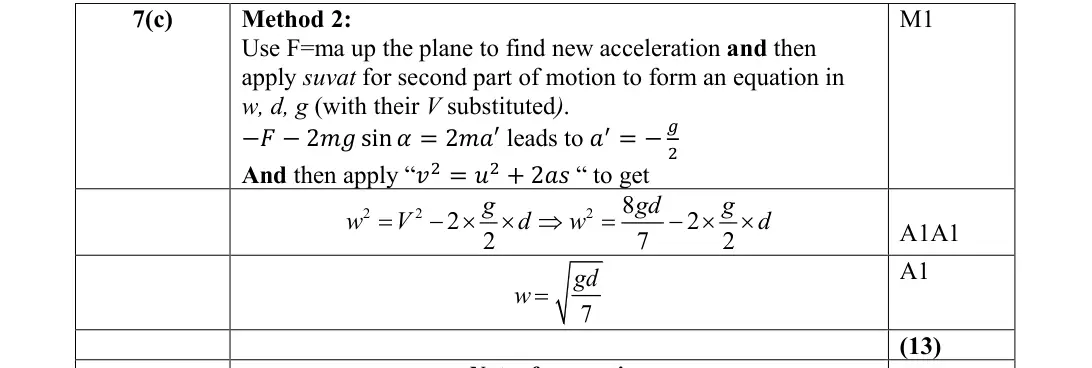 7(c) Method 2: M1
Use F=ma up the plane to find new acceleration and then
apply suvat for second part of motion to form an equation in
w, d, g (with their V substituted).
−F − 2mg sin α = 2ma′ leads to a′ = −g/2
And then apply “v² = u² + 2as “ to get
w² = V² − 2 × g/2 × d ⇒ w² = 8gd/7 − 2 × g/2 × d A1A1
w = √(gd/7) A1
(13)